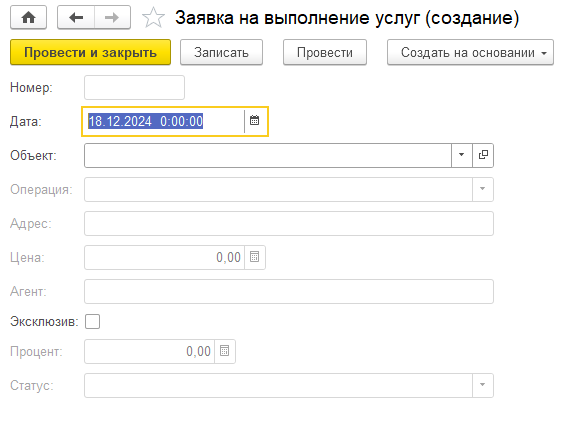 Заявка на выполнение услуг (создание)
Провести и закрыть Записать Провести Создать на основании
Номер:
Дата: 18.12.2024 0:00:00
Объект:
Операция:
Адрес:
Цена: 0,00
Агент:
Эксклюзив:
Процент: 0,00
Статус: